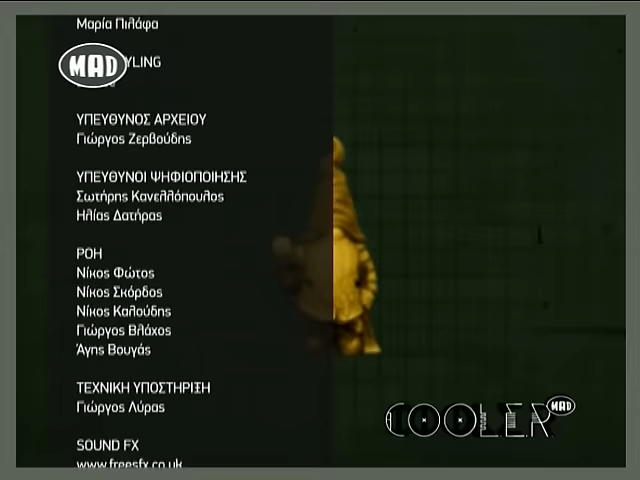 Μαρία Πιλάφα
MAD
YLING
ΥΠΕΥΘΥΝΟΣ ΑΡΧΕΙΟΥ
Γιώργος Ζερβούδης
ΥΠΕΥΘΥΝΟΙ ΨΗΦΙΟΠΟΙΗΣΗΣ
Σωτήρης Κανελλόπουλος
Ηλίας Δατήρας
ΡΟΗ
Νίκος Φώτος
Νίκος Σκόρδος
Νίκος Καλούδης
Γιώργος Βλάχος
Άγης Βουγάς
ΤΕΧΝΙΚΗ ΥΠΟΣΤΗΡΙΞΗ
Γιώργος Λύρας
COOLER MAD
SOUND FX
www.freesfx.co.uk